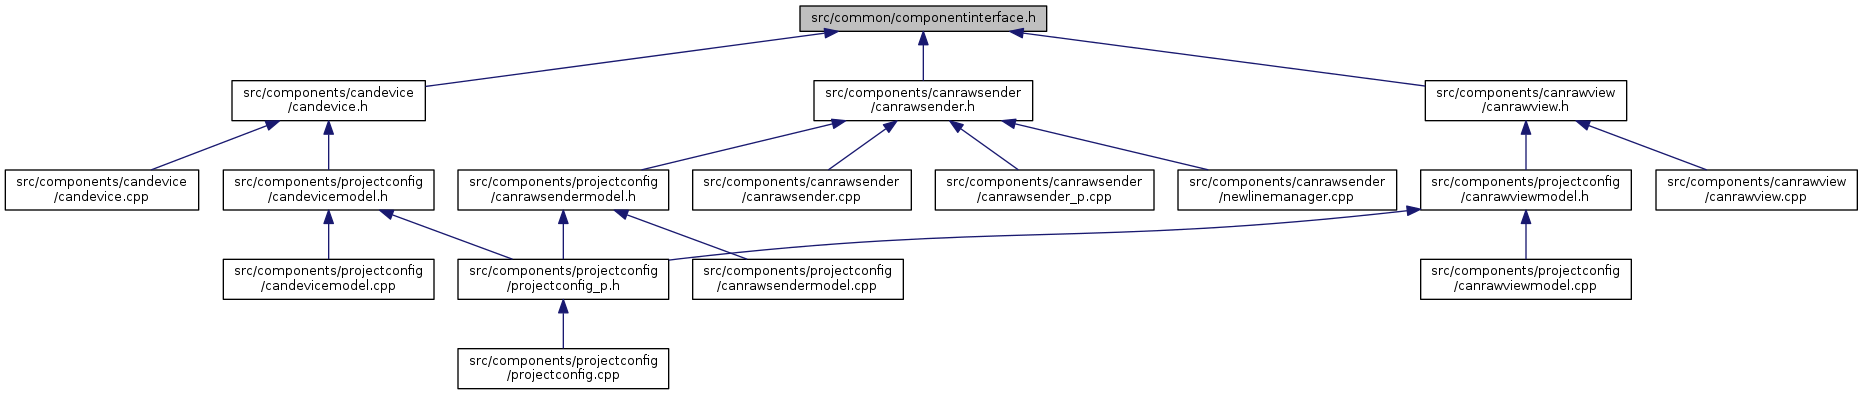 src/common/componentinterface.h
src/components/candevice
/candevice.h
src/components/canrawsender
/canrawsender.h
src/components/canrawview
/canrawview.h
src/components/candevice
/candevice.cpp
src/components/projectconfig
/candevicemodel.h
src/components/projectconfig
/canrawsendermodel.h
src/components/canrawsender
/canrawsender.cpp
src/components/canrawsender
/canrawsender_p.cpp
src/components/canrawsender
/newlinemanager.cpp
src/components/projectconfig
/canrawviewmodel.h
src/components/canrawview
/canrawview.cpp
src/components/projectconfig
/candevicemodel.cpp
src/components/projectconfig
/projectconfig_p.h
src/components/projectconfig
/canrawsendermodel.cpp
src/components/projectconfig
/canrawviewmodel.cpp
src/components/projectconfig
/projectconfig.cpp